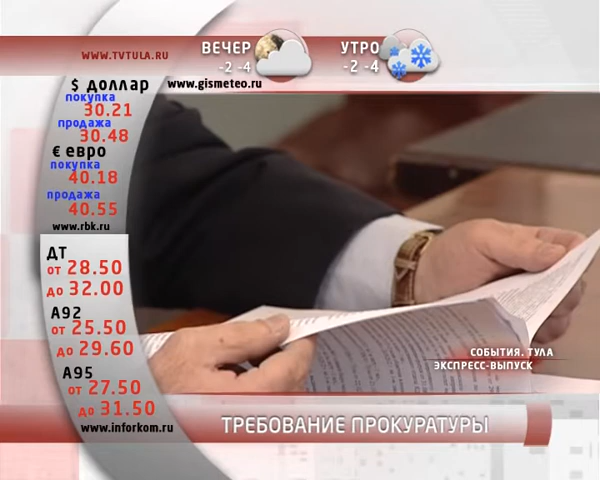 WWW.TVTULA.RU
ВЕЧЕР
-2 -4
УТРО
-2 -4
www.gismeteo.ru
$ доллар
покупка
30.21
продажа
30.48
€ евро
покупка
40.18
продажа
40.55
www.rbk.ru
ДТ
от 28.50
до 32.00
А92
от 25.50
до 29.60
А95
от 27.50
до 31.50
www.inforkom.ru
СОБЫТИЯ. ТУЛА
ЭКСПРЕСС-ВЫПУСК
ТРЕБОВАНИЕ ПРОКУРАТУРЫ